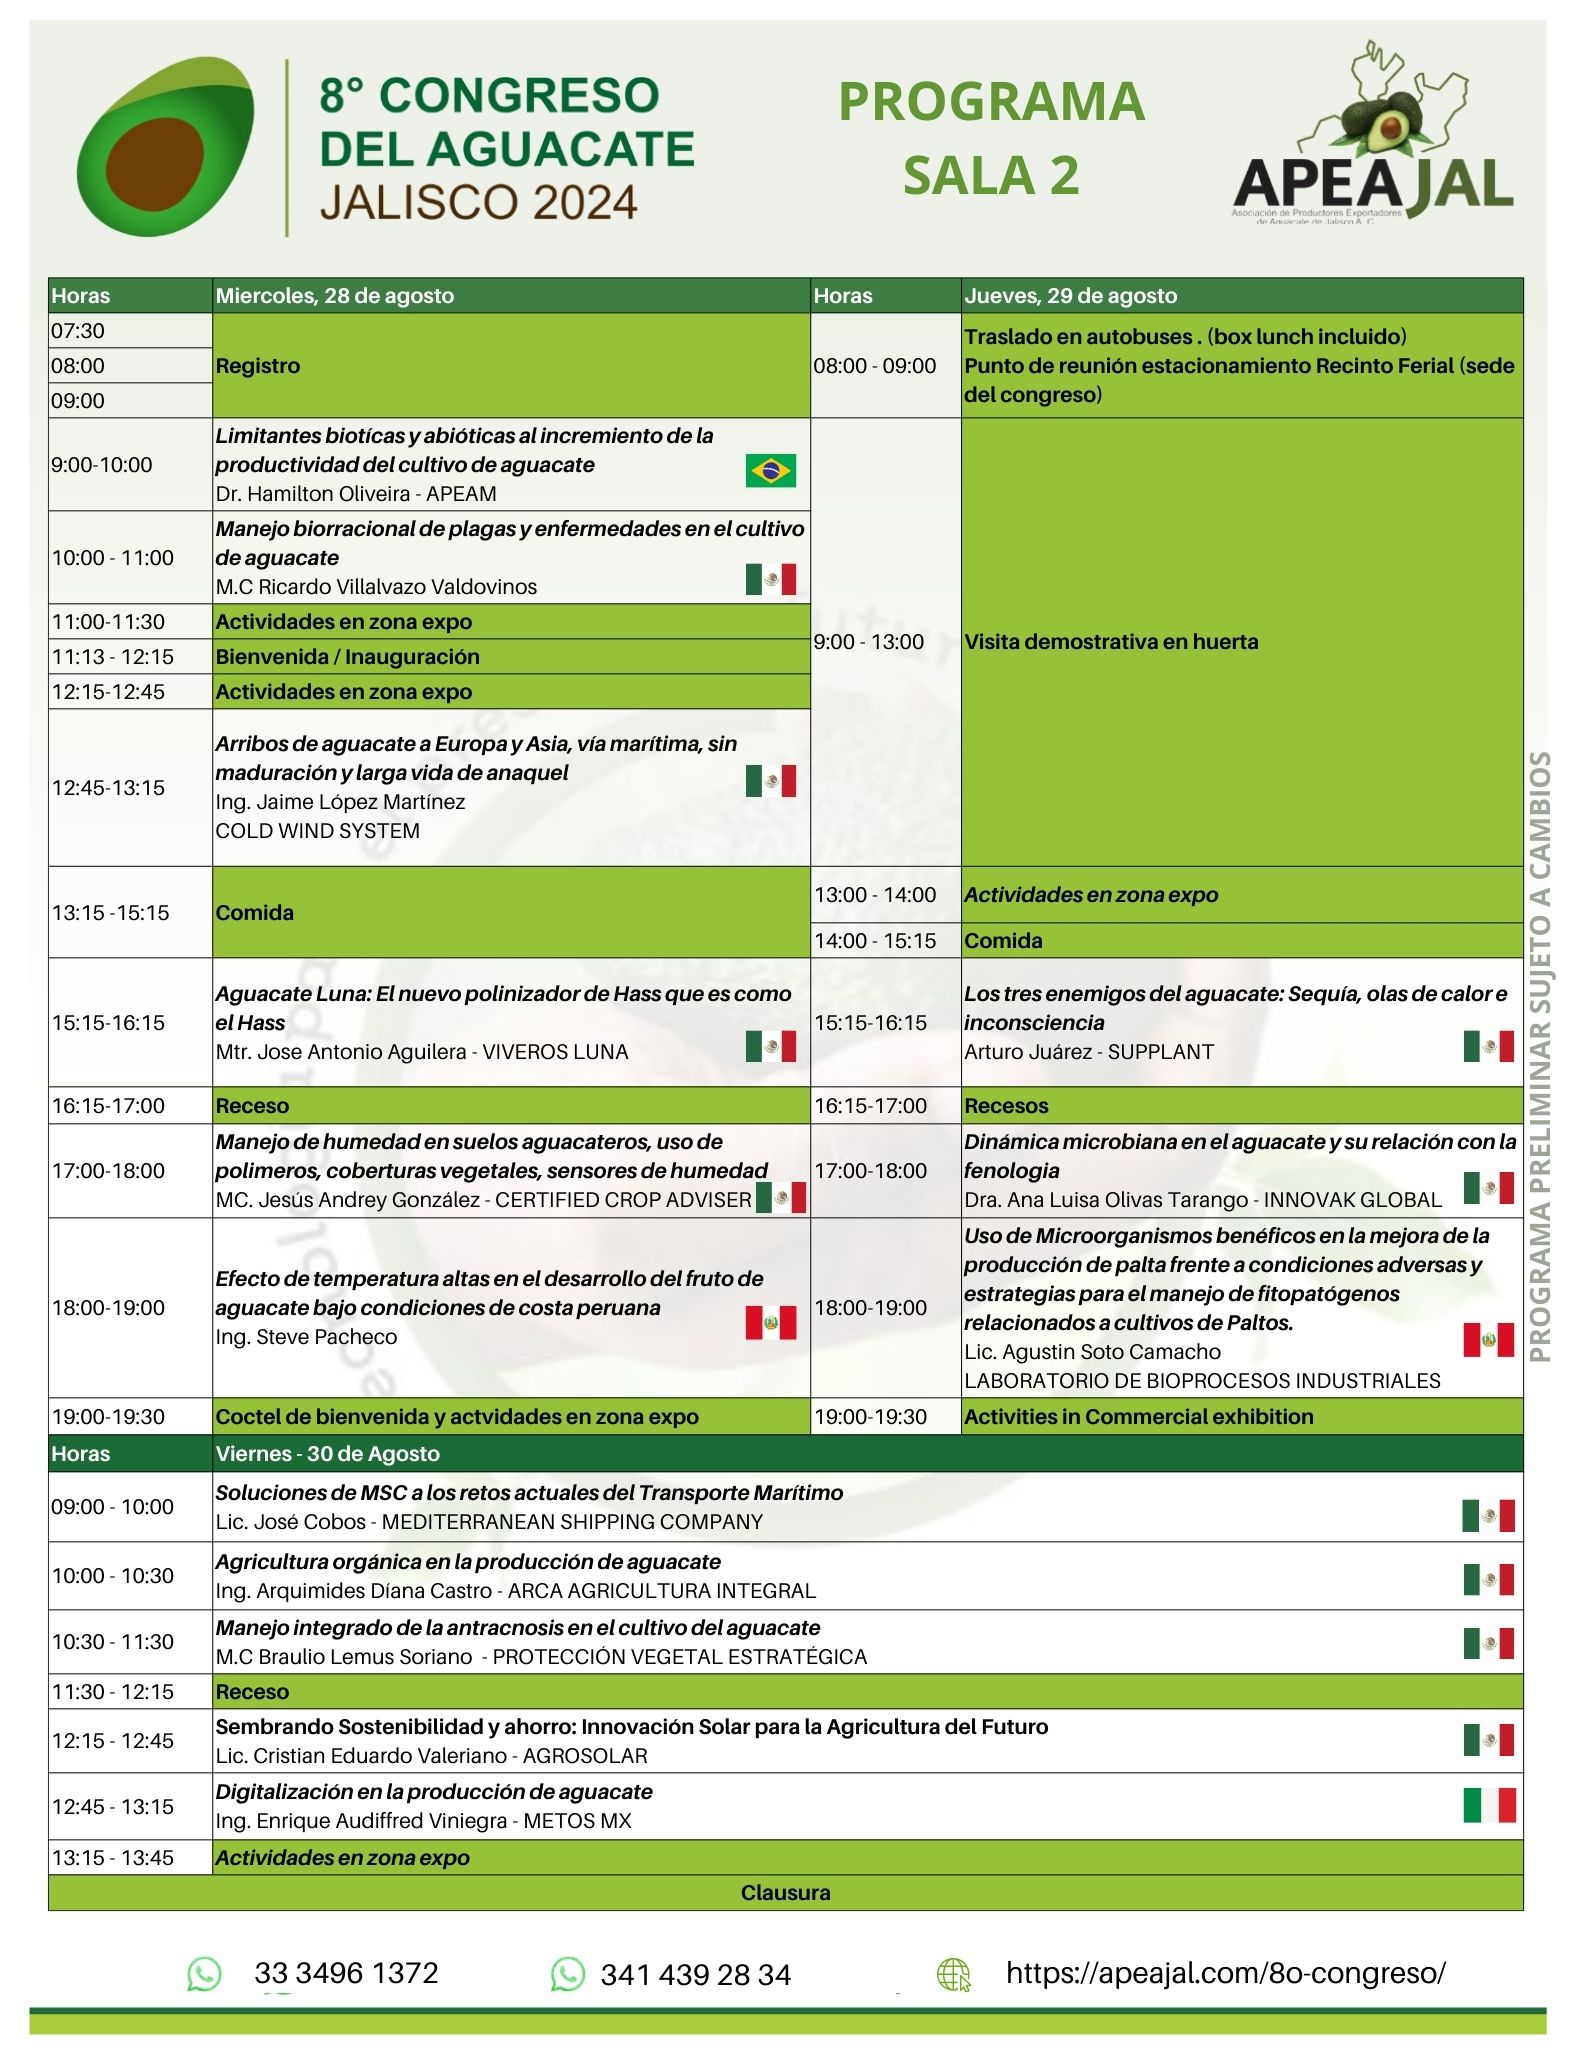 8° CONGRESO
DEL AGUACATE
JALISCO 2024
PROGRAMA
SALA 2
APEAJAL
Asociación de Productores Exportadores
de Aguacate de Jalisco A. C.
Horas
Miercoles, 28 de agosto
07:30
08:00
09:00
Registro
9:00-10:00
Limitantes biotícas y abióticas al incremiento de la
productividad del cultivo de aguacate
Dr. Hamilton Oliveira - APEAM
10:00 - 11:00
Manejo biorracional de plagas y enfermedades en el cultivo
de aguacate
M.C Ricardo Villalvazo Valdovinos
11:00-11:30
Actividades en zona expo
11:13 - 12:15
Bienvenida / Inauguración
12:15-12:45
Actividades en zona expo
12:45-13:15
Arribos de aguacate a Europa y Asia, vía marítima, sin
maduración y larga vida de anaquel
Ing. Jaime López Martínez
COLD WIND SYSTEM
13:15 -15:15
Comida
15:15-16:15
Aguacate Luna: El nuevo polinizador de Hass que es como
el Hass
Mtr. Jose Antonio Aguilera - VIVEROS LUNA
16:15-17:00
Receso
17:00-18:00
Manejo de humedad en suelos aguacateros, uso de
polimeros, coberturas vegetales, sensores de humedad
MC. Jesús Andrey González - CERTIFIED CROP ADVISER
18:00-19:00
Efecto de temperatura altas en el desarrollo del fruto de
aguacate bajo condiciones de costa peruana
Ing. Steve Pacheco
19:00-19:30
Coctel de bienvenida y actvidades en zona expo
Horas
Jueves, 29 de agosto
08:00 - 09:00
Traslado en autobuses . (box lunch incluido)
Punto de reunión estacionamiento Recinto Ferial (sede
del congreso)
9:00 - 13:00
Visita demostrativa en huerta
13:00 - 14:00
Actividades en zona expo
14:00 - 15:15
Comida
15:15-16:15
Los tres enemigos del aguacate: Sequía, olas de calor e
inconsciencia
Arturo Juárez - SUPPLANT
16:15-17:00
Recesos
17:00-18:00
Dinámica microbiana en el aguacate y su relación con la
fenologia
Dra. Ana Luisa Olivas Tarango - INNOVAK GLOBAL
18:00-19:00
Uso de Microorganismos benéficos en la mejora de la
producción de palta frente a condiciones adversas y
estrategias para el manejo de fitopatógenos
relacionados a cultivos de Paltos.
Lic. Agustin Soto Camacho
LABORATORIO DE BIOPROCESOS INDUSTRIALES
19:00-19:30
Activities in Commercial exhibition
PROGRAMA PRELIMINAR SUJETO A CAMBIOS
Horas
Viernes - 30 de Agosto
09:00 - 10:00
Soluciones de MSC a los retos actuales del Transporte Marítimo
Lic. José Cobos - MEDITERRANEAN SHIPPING COMPANY
10:00 - 10:30
Agricultura orgánica en la producción de aguacate
Ing. Arquimides Díana Castro - ARCA AGRICULTURA INTEGRAL
10:30 - 11:30
Manejo integrado de la antracnosis en el cultivo del aguacate
M.C Braulio Lemus Soriano - PROTECCIÓN VEGETAL ESTRATÉGICA
11:30 - 12:15
Receso
12:15 - 12:45
Sembrando Sostenibilidad y ahorro: Innovación Solar para la Agricultura del Futuro
Lic. Cristian Eduardo Valeriano - AGROSOLAR
12:45 - 13:15
Digitalización en la producción de aguacate
Ing. Enrique Audiffred Viniegra - METOS MX
13:15 - 13:45
Actividades en zona expo
Clausura
33 3496 1372
341 439 28 34
https://apeajal.com/8o-congreso/